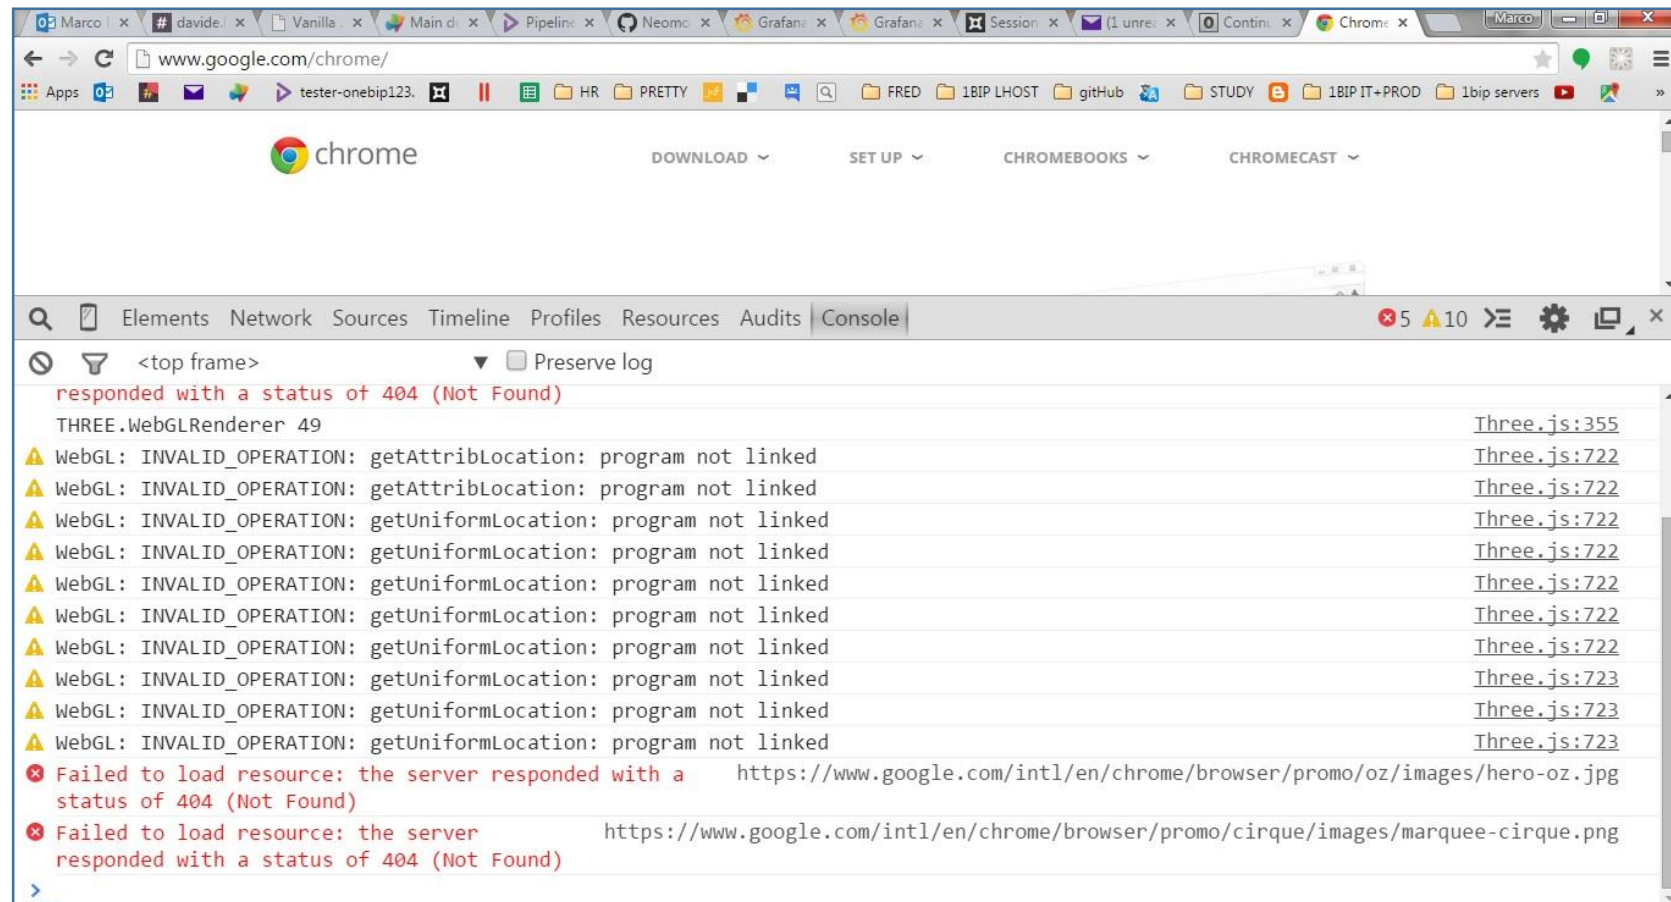 Marco davide. Vanilla Main d Pipeline Neomo Grafana Grafana Session (1 unre Continu Chrome Marco
www.google.com/chrome/
Apps tester-onebip123. HR PRETTY FRED 1BIP LHOST gitHub STUDY 1BIP IT+PROD 1bip servers »
chrome DOWNLOAD SET UP CHROMEBOOKS CHROMECAST
Elements Network Sources Timeline Profiles Resources Audits Console 5 10
<top frame> Preserve log
responded with a status of 404 (Not Found)
THREE.WebGLRenderer 49 Three.js:355
WebGL: INVALID_OPERATION: getAttribLocation: program not linked Three.js:722
WebGL: INVALID_OPERATION: getAttribLocation: program not linked Three.js:722
WebGL: INVALID_OPERATION: getUniformLocation: program not linked Three.js:722
WebGL: INVALID_OPERATION: getUniformLocation: program not linked Three.js:722
WebGL: INVALID_OPERATION: getUniformLocation: program not linked Three.js:722
WebGL: INVALID_OPERATION: getUniformLocation: program not linked Three.js:722
WebGL: INVALID_OPERATION: getUniformLocation: program not linked Three.js:722
WebGL: INVALID_OPERATION: getUniformLocation: program not linked Three.js:723
WebGL: INVALID_OPERATION: getUniformLocation: program not linked Three.js:723
WebGL: INVALID_OPERATION: getUniformLocation: program not linked Three.js:723
Failed to load resource: the server responded with a https://www.google.com/intl/en/chrome/browser/promo/oz/images/hero-oz.jpg
status of 404 (Not Found)
Failed to load resource: the server https://www.google.com/intl/en/chrome/browser/promo/cirque/images/marquee-cirque.png
responded with a status of 404 (Not Found)